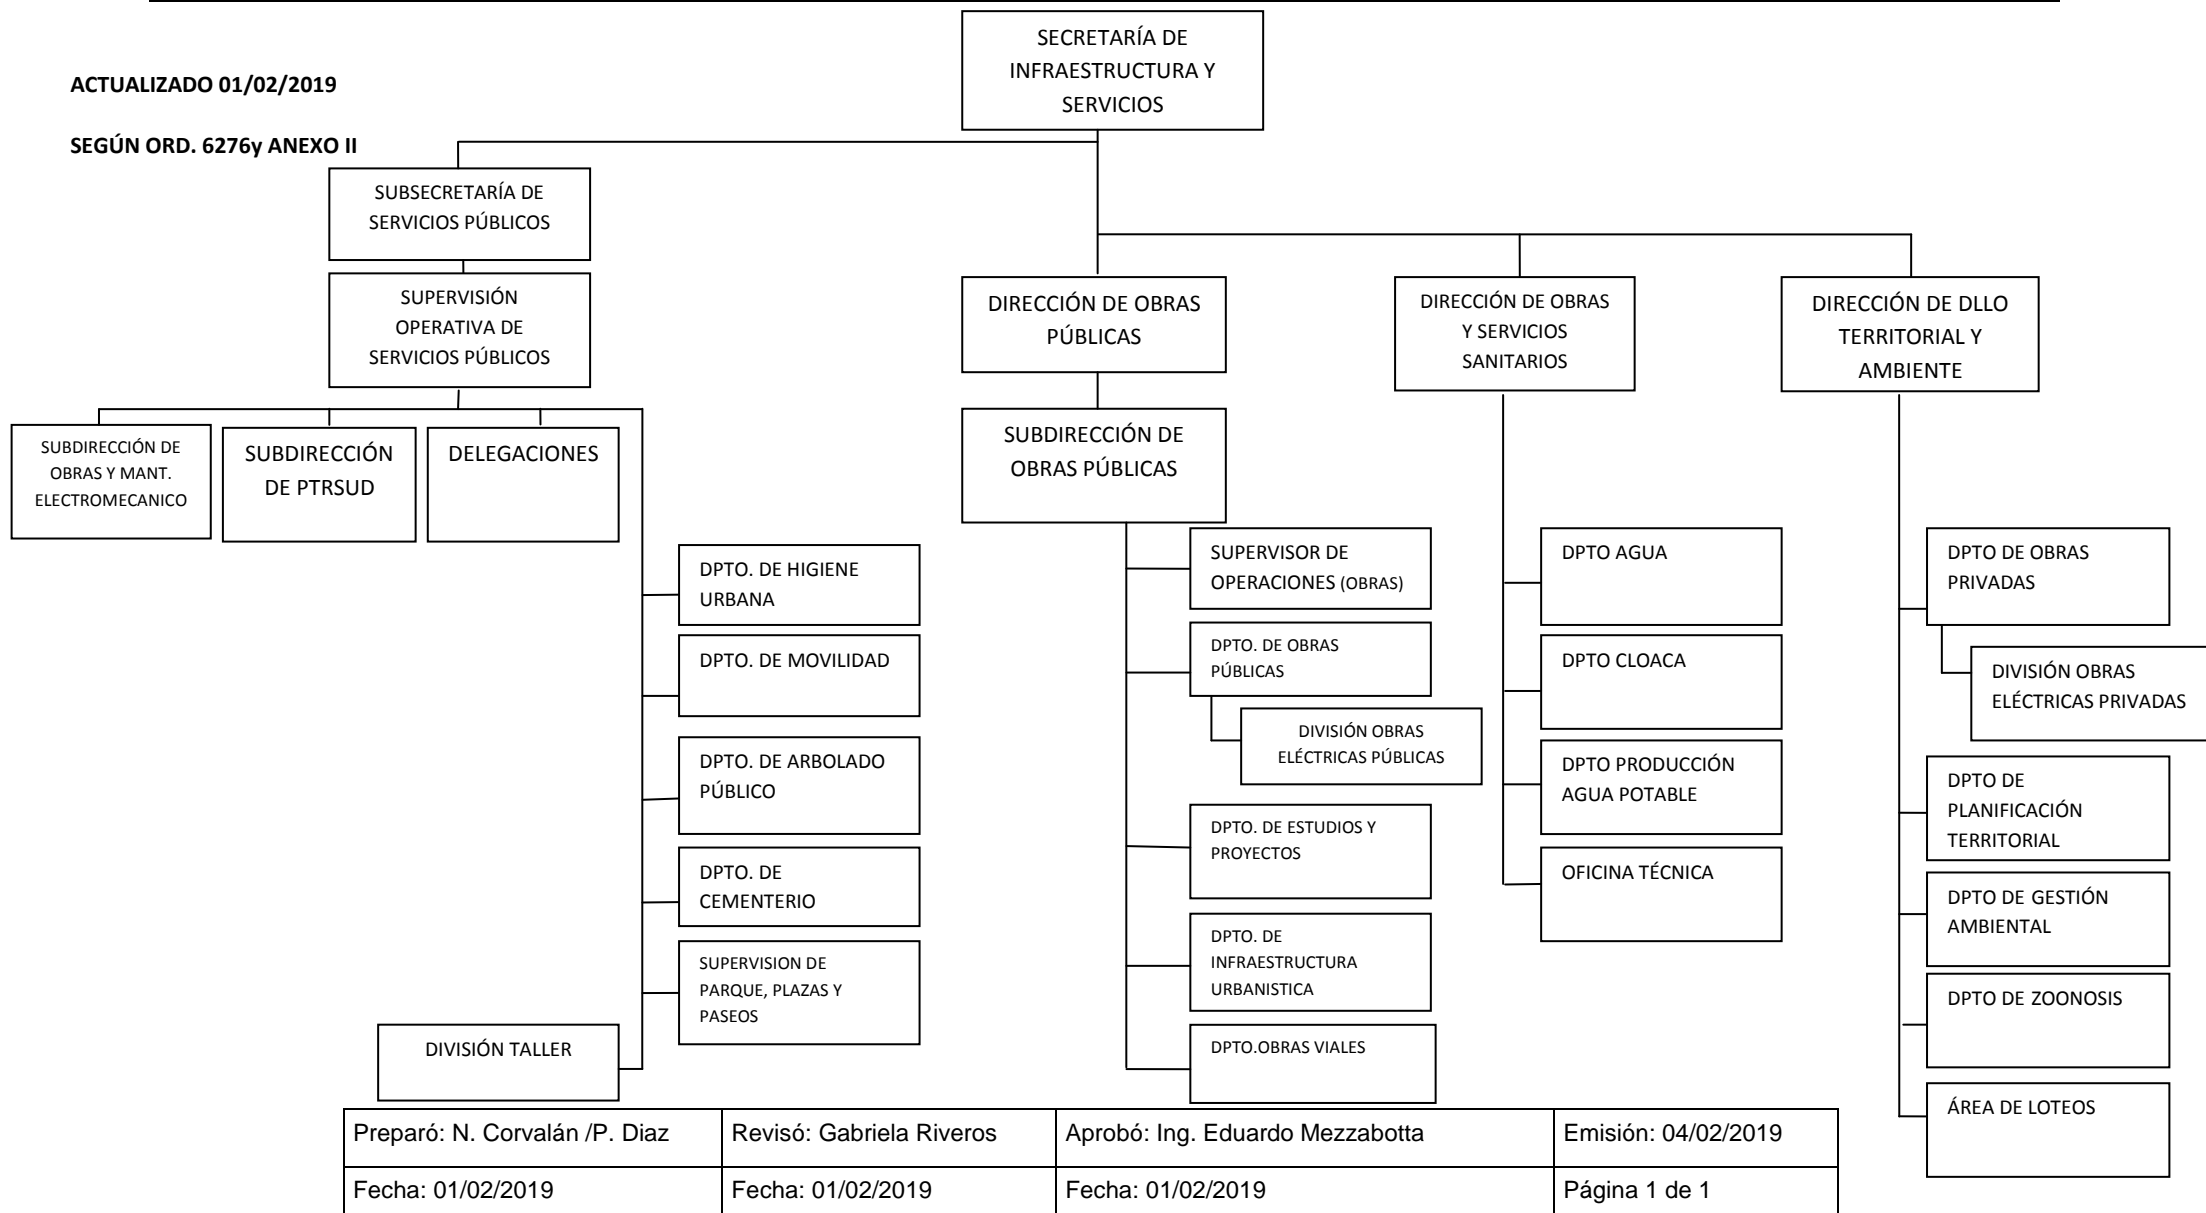 SECRETARÍA DE
INFRAESTRUCTURA Y
SERVICIOS
ACTUALIZADO 01/02/2019
SEGÚN ORD. 6276y ANEXO II
SUBSECRETARÍA DE
SERVICIOS PÚBLICOS
SUPERVISIÓN
OPERATIVA DE
SERVICIOS PÚBLICOS
SUBDIRECCIÓN DE
OBRAS Y MANT.
ELECTROMECANICO
SUBDIRECCIÓN
DE PTRSUD
DELEGACIONES
DPTO. DE HIGIENE
URBANA
DPTO. DE MOVILIDAD
DPTO. DE ARBOLADO
PÚBLICO
DPTO. DE
CEMENTERIO
SUPERVISION DE
PARQUE, PLAZAS Y
PASEOS
DIVISIÓN TALLER
DIRECCIÓN DE OBRAS
PÚBLICAS
SUBDIRECCIÓN DE
OBRAS PÚBLICAS
SUPERVISOR DE
OPERACIONES (OBRAS)
DPTO. DE OBRAS
PÚBLICAS
DIVISIÓN OBRAS
ELÉCTRICAS PÚBLICAS
DPTO. DE ESTUDIOS Y
PROYECTOS
DPTO. DE
INFRAESTRUCTURA
URBANISTICA
DPTO.OBRAS VIALES
DIRECCIÓN DE OBRAS
Y SERVICIOS
SANITARIOS
DPTO AGUA
DPTO CLOACA
DPTO PRODUCCIÓN
AGUA POTABLE
OFICINA TÉCNICA
DIRECCIÓN DE DLLO
TERRITORIAL Y
AMBIENTE
DPTO DE OBRAS
PRIVADAS
DIVISIÓN OBRAS
ELÉCTRICAS PRIVADAS
DPTO DE
PLANIFICACIÓN
TERRITORIAL
DPTO DE GESTIÓN
AMBIENTAL
DPTO DE ZOONOSIS
ÁREA DE LOTEOS
Preparó: N. Corvalán /P. Diaz
Revisó: Gabriela Riveros
Aprobó: Ing. Eduardo Mezzabotta
Emisión: 04/02/2019
Fecha: 01/02/2019
Fecha: 01/02/2019
Fecha: 01/02/2019
Página 1 de 1